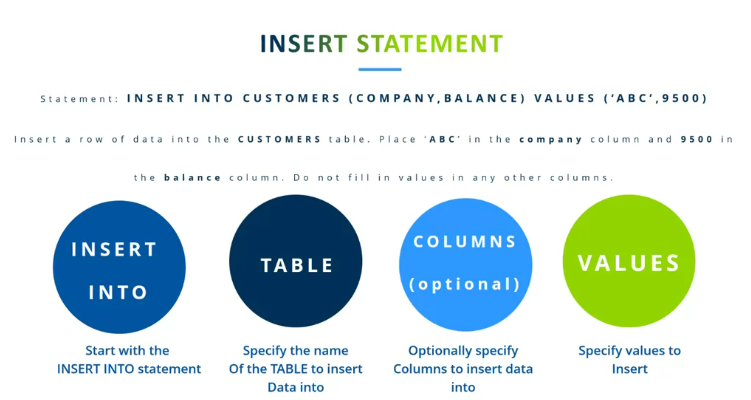 INSERT STATEMENT
Statement: INSERT INTO CUSTOMERS (COMPANY,BALANCE) VALUES (‘ABC’,9500)
Insert a row of data into the CUSTOMERS table. Place ‘ABC’ in the company column and 9500 in
the balance column. Do not fill in values in any other columns.
INSERT
INTO
TABLE
COLUMNS
(optional)
VALUES
Start with the
INSERT INTO statement
Specify the name
Of the TABLE to insert
Data into
Optionally specify
Columns to insert data
into
Specify values to
Insert